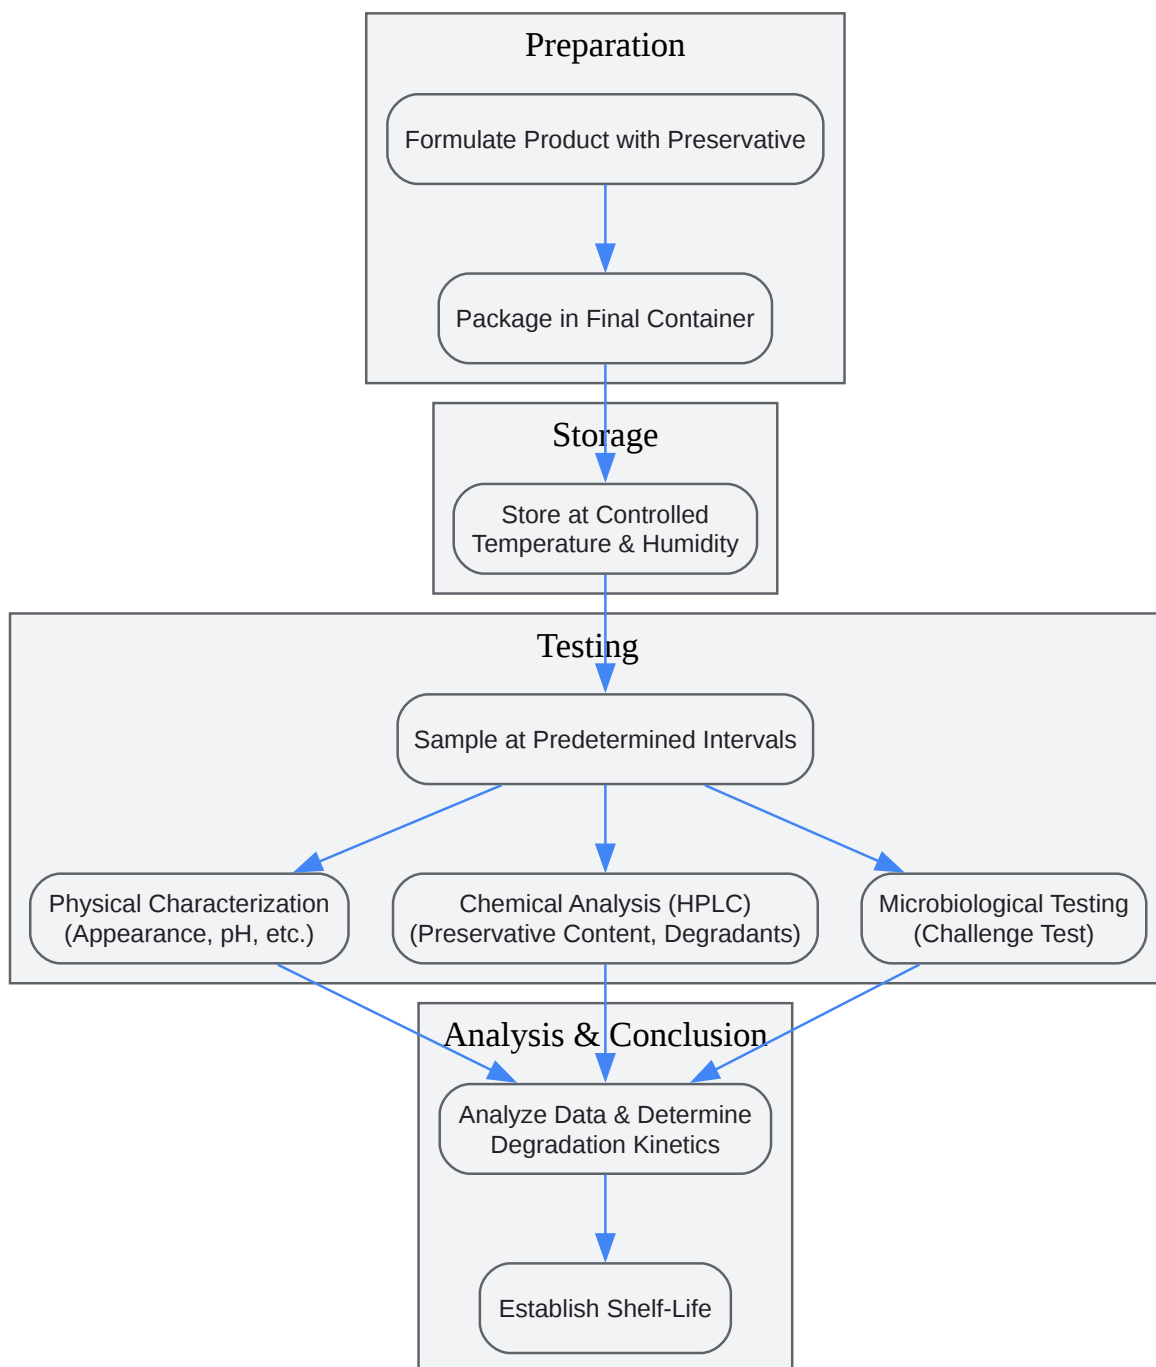 Preparation
Formulate Product with Preservative
Package in Final Container
Storage
Store at Controlled
Temperature & Humidity
Testing
Sample at Predetermined Intervals
Physical Characterization
(Appearance, pH, etc.)
Chemical Analysis (HPLC)
(Preservative Content, Degradants)
Microbiological Testing
(Challenge Test)
Analysis & Conclusion
Analyze Data & Determine
Degradation Kinetics
Establish Shelf-Life